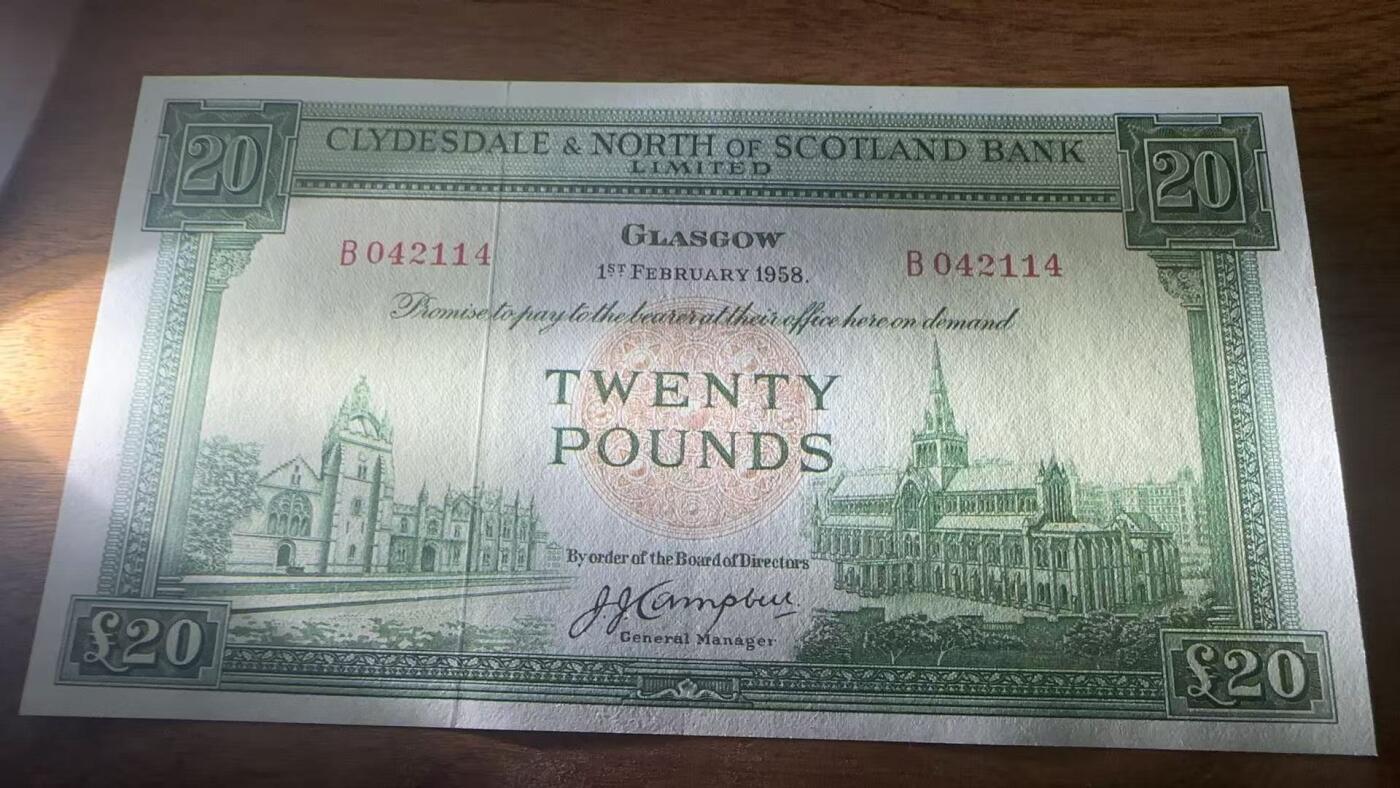 20 CLYDESDALE & NORTH OF SCOTLAND BANK 20
LIMITED
GLASGOW
B 042114 B 042114
1ST FEBRUARY 1958.
Promise to pay to the bearer at their office here on demand
TWENTY
POUNDS
By order of the Board of Directors
J.J. Campbell
General Manager
£20 £20